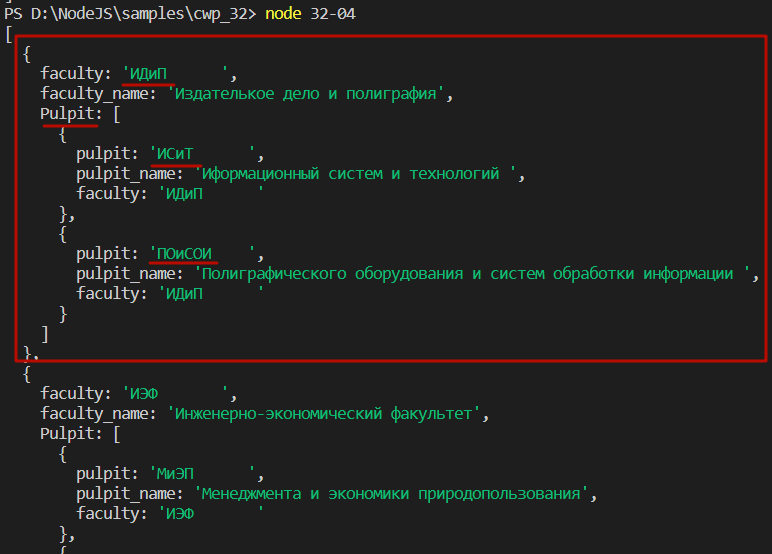 PS D:\NodeJS\samples\cwp_32> node 32-04
[
  {
    faculty: 'ИДиП      ',
    faculty_name: 'Издателькое дело и полиграфия',
    Pulpit: [
      {
        pulpit: 'ИСиТ      ',
        pulpit_name: 'Иформационный систем и технологий ',
        faculty: 'ИДиП      '
      },
      {
        pulpit: 'ПОиСОИ    ',
        pulpit_name: 'Полиграфического оборудования и систем обработки информации ',
        faculty: 'ИДиП      '
      }
    ]
  },
  {
    faculty: 'ИЭФ       ',
    faculty_name: 'Инженерно-экономический факультет',
    Pulpit: [
      {
        pulpit: 'МиЭП      ',
        pulpit_name: 'Менеджмента и экономики природопользования',
        faculty: 'ИЭФ       '
      },
      {